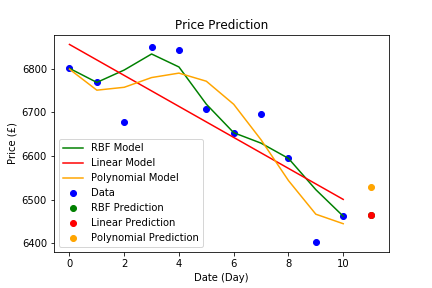 Price Prediction
Price (£)
6800
6700
6600
6500
6400
RBF Model
Linear Model
Polynomial Model
Data
RBF Prediction
Linear Prediction
Polynomial Prediction
0 2 4 6 8 10
Date (Day)